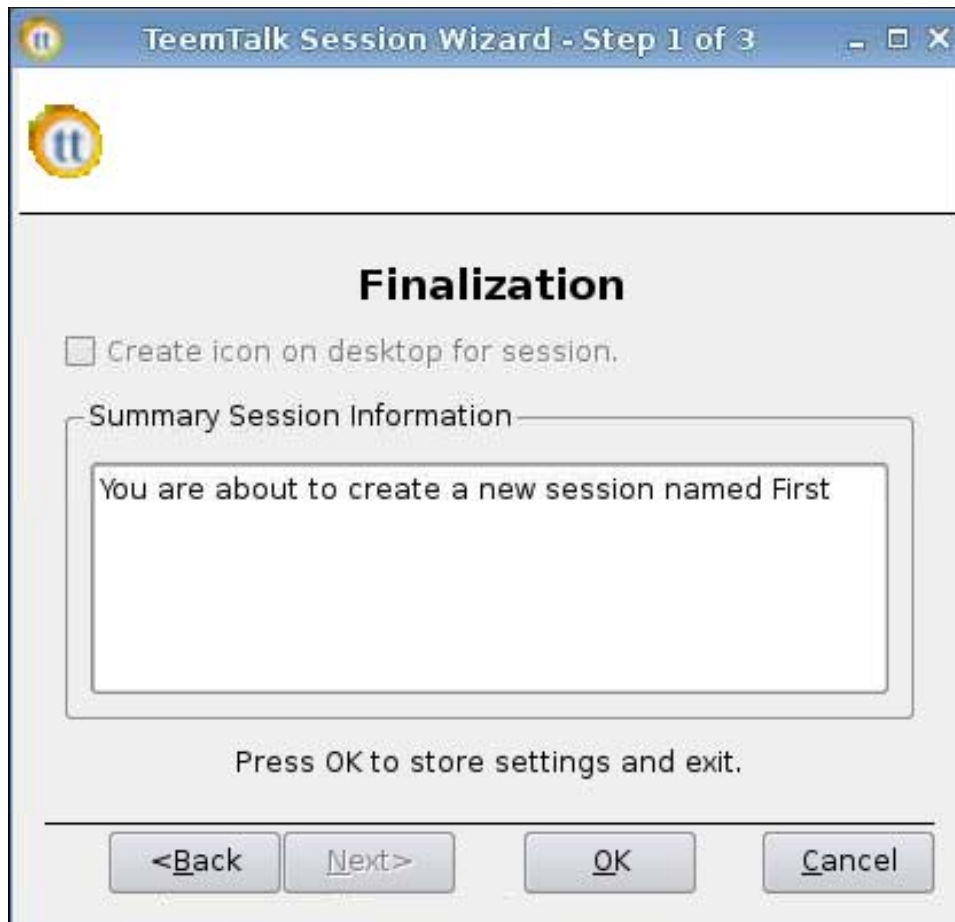 tt TeemTalk Session Wizard - Step 1 of 3
tt
Finalization
Create icon on desktop for session.
Summary Session Information
You are about to create a new session named First
Press OK to store settings and exit.
<Back Next> OK Cancel